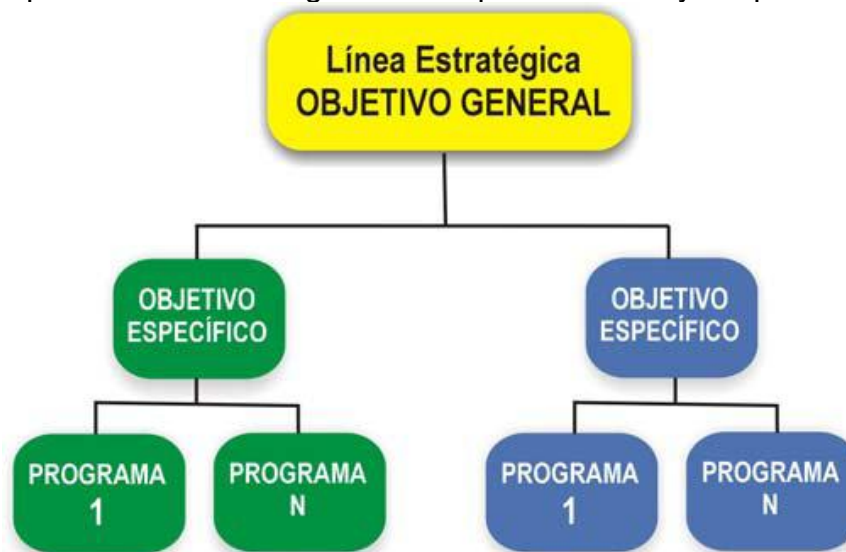 Línea Estratégica
OBJETIVO GENERAL
OBJETIVO
ESPECÍFICO
OBJETIVO
ESPECÍFICO
PROGRAMA
1
PROGRAMA
N
PROGRAMA
1
PROGRAMA
N